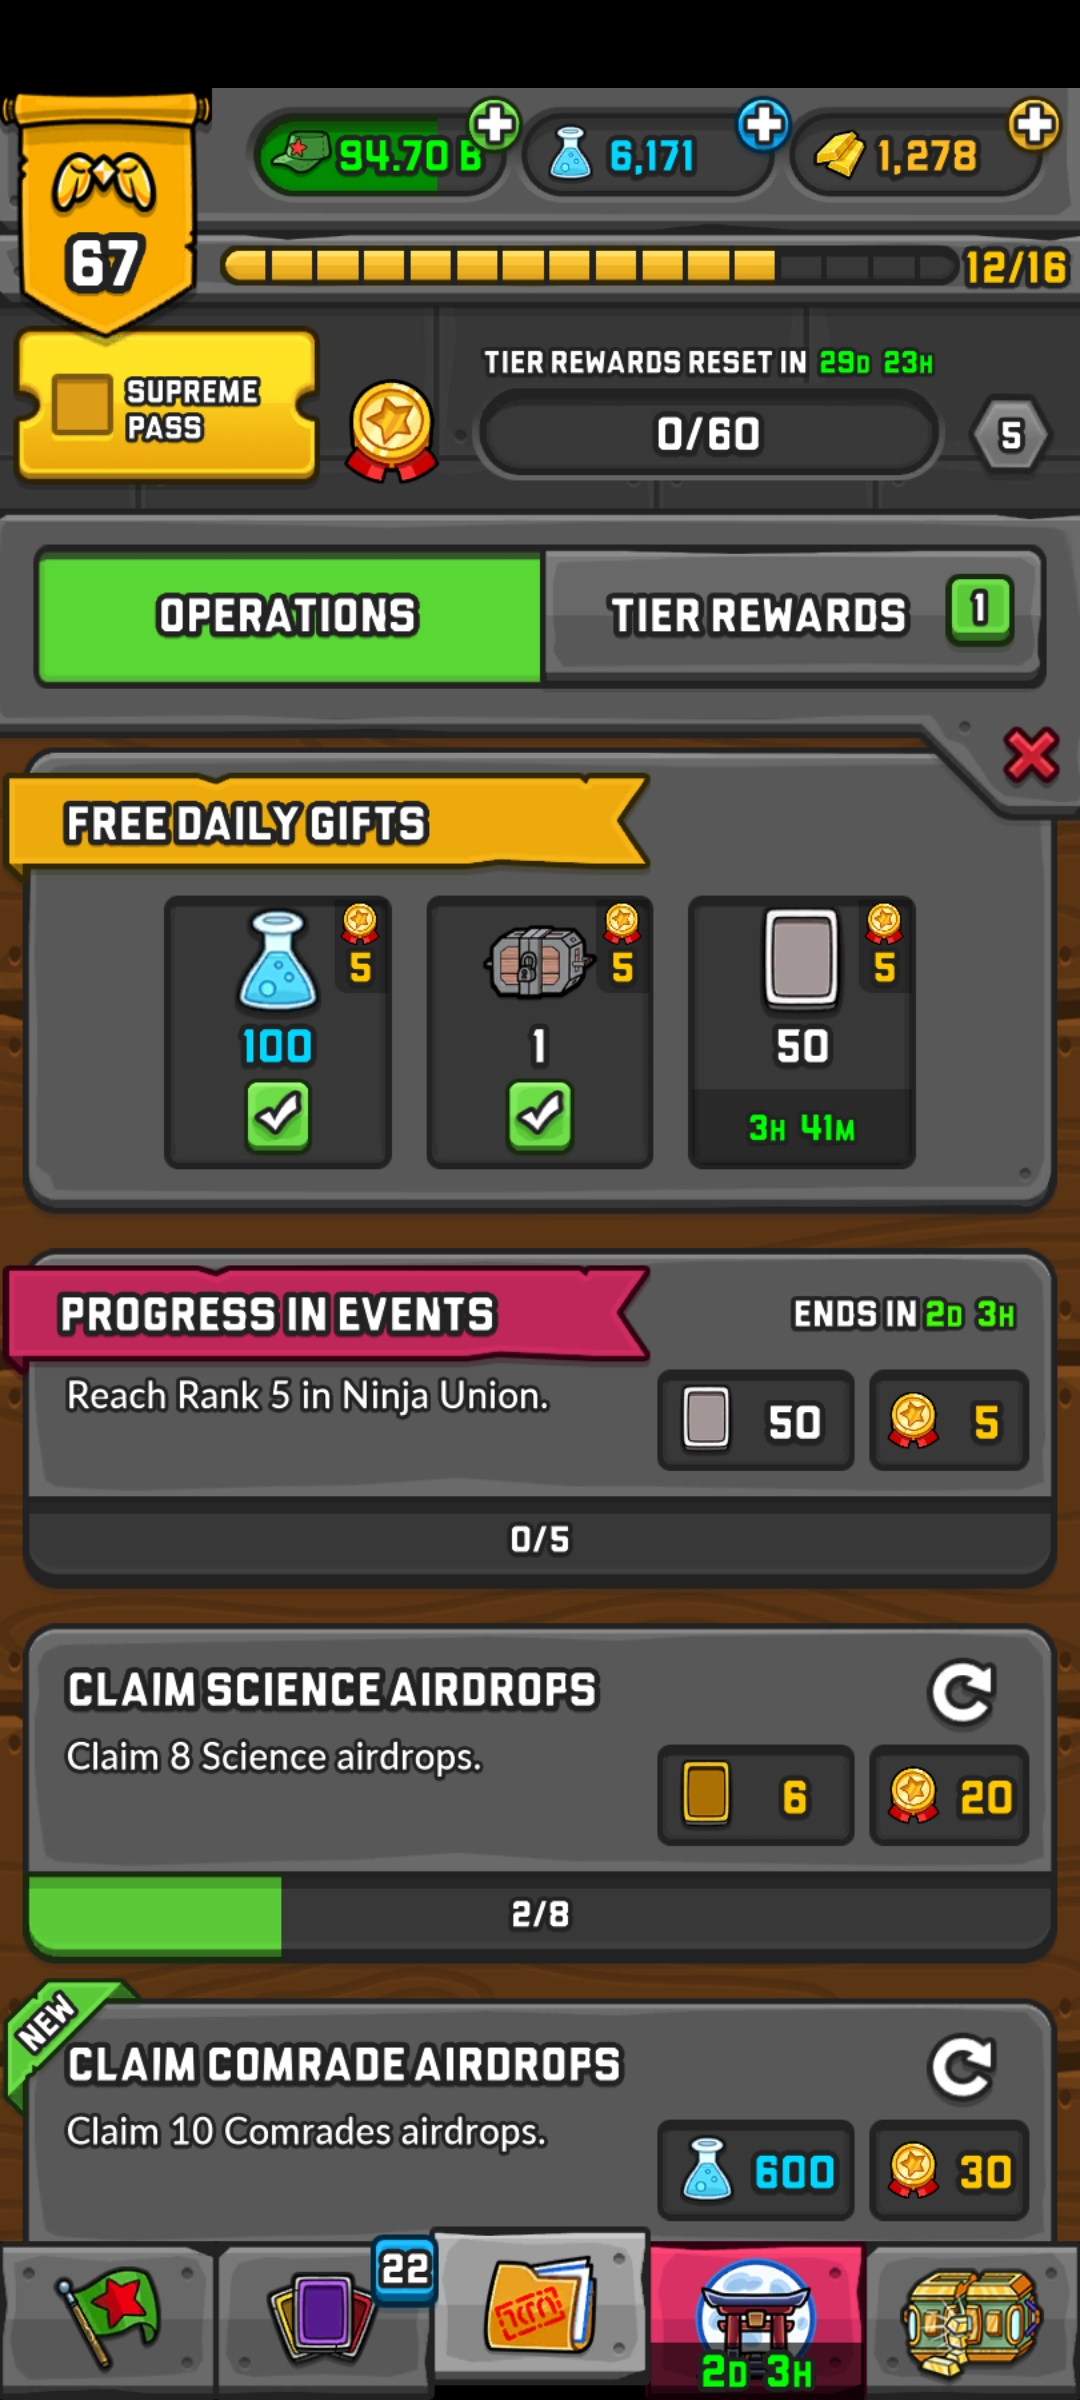 94.70 B
6,171
1,278
67
12/16
SUPREME
PASS
TIER REWARDS RESET IN 29D 23H
0/60
5
OPERATIONS
TIER REWARDS
1
FREE DAILY GIFTS
5
5
5
100
1
50
3H 41M
PROGRESS IN EVENTS
ENDS IN 2D 3H
Reach Rank 5 in Ninja Union.
50
5
0/5
CLAIM SCIENCE AIRDROPS
Claim 8 Science airdrops.
6
20
2/8
NEW
CLAIM COMRADE AIRDROPS
Claim 10 Comrades airdrops.
600
30
22
2D 3H